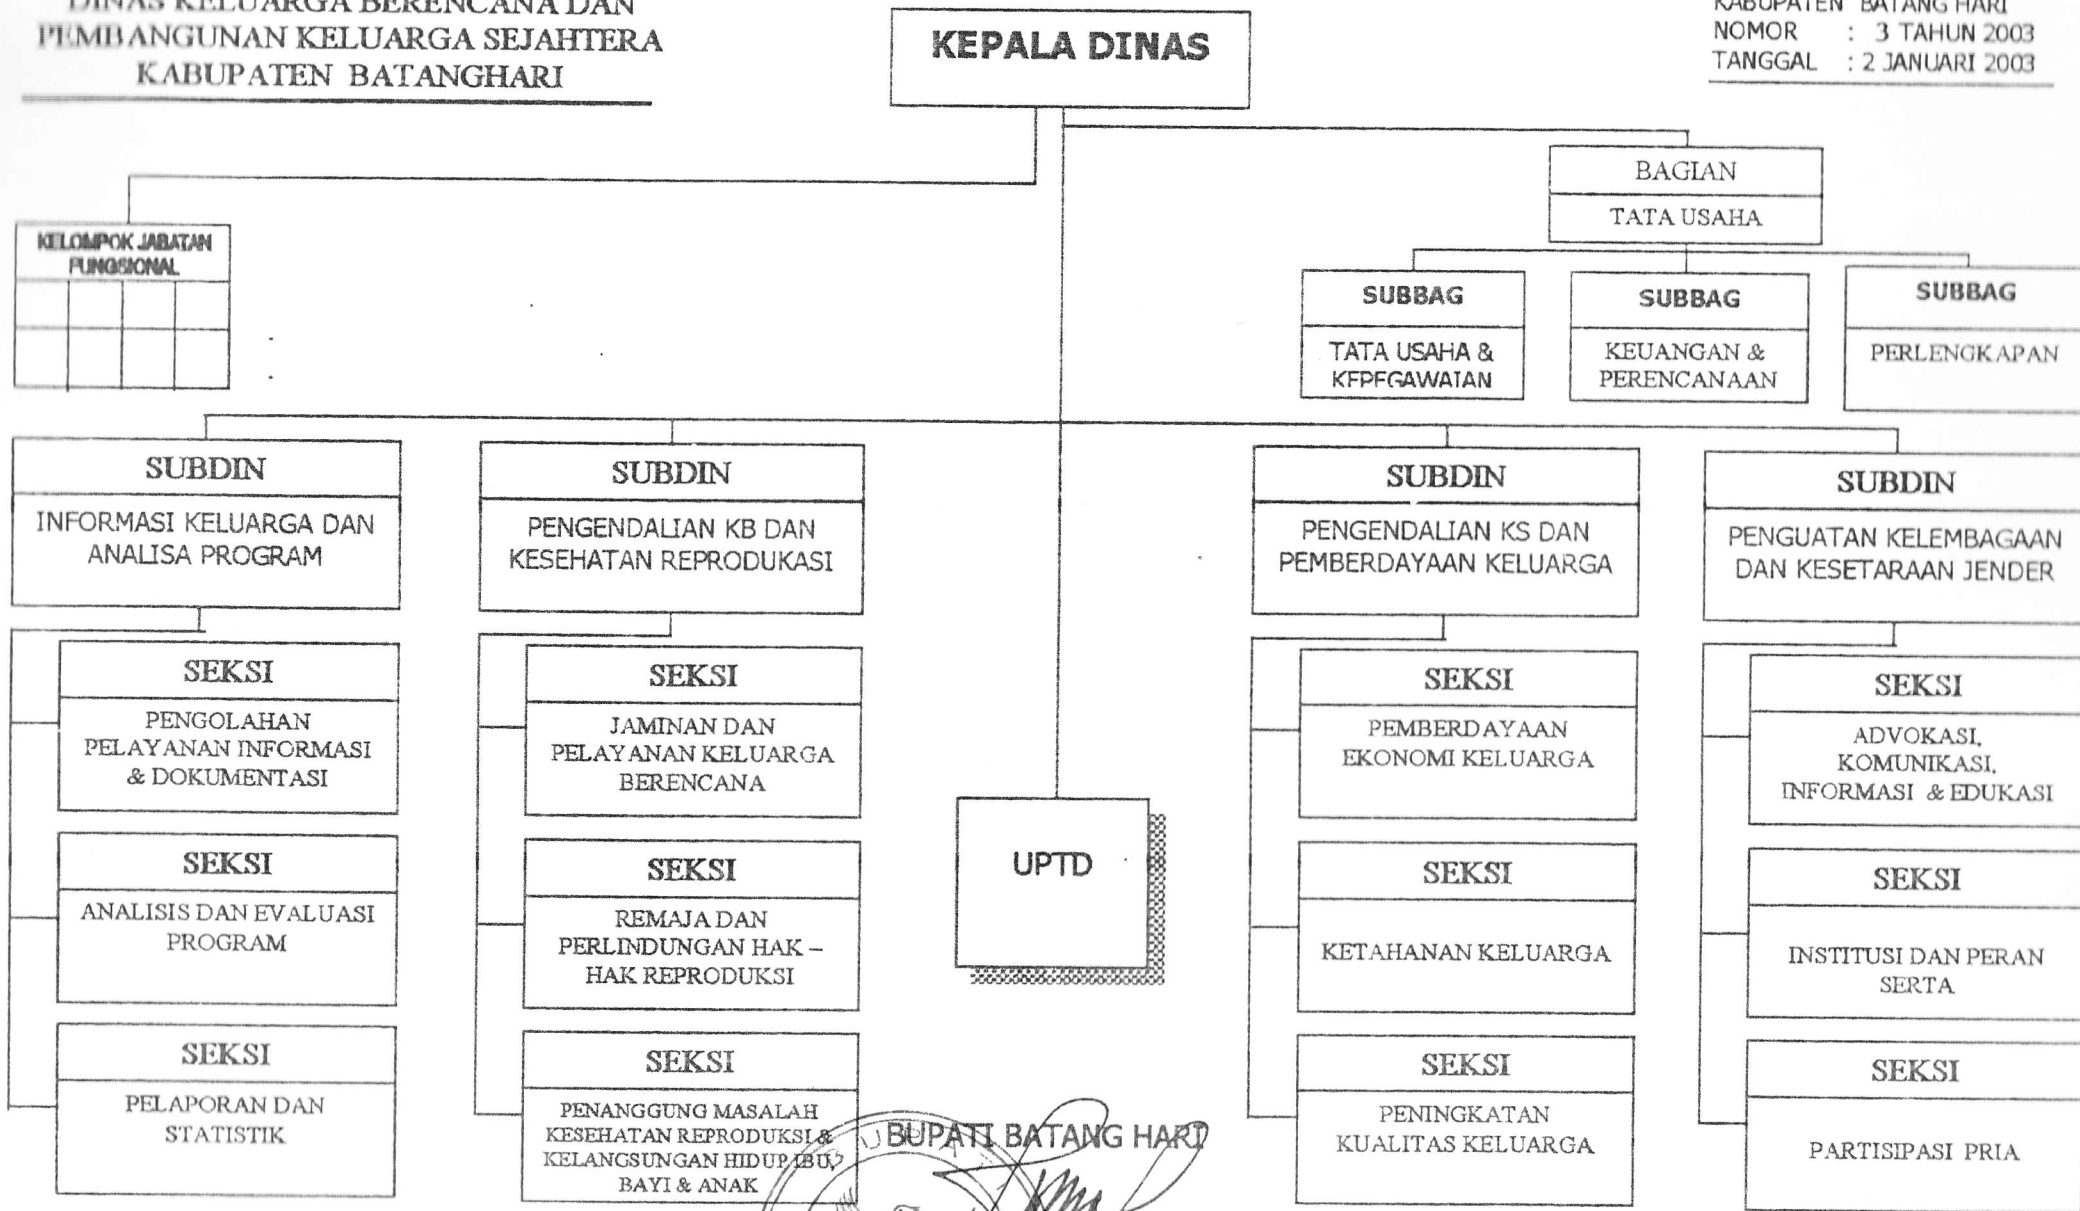 DINAS KELUARGA BERENCANA DAN
PEMBANGUNAN KELUARGA SEJAHTERA
KABUPATEN BATANGHARI
KEPALA DINAS
KABUPATEN BATANG HARI
NOMOR : 3 TAHUN 2003
TANGGAL : 2 JANUARI 2003
BAGIAN
TATA USAHA
KELOMPOK JABATAN
FUNGSIONAL
SUBBAG
TATA USAHA &
KEPEGAWAIAN
SUBBAG
KEUANGAN &
PERENCANAAN
SUBBAG
PERLENGKAPAN
SUBDIN
INFORMASI KELUARGA DAN
ANALISA PROGRAM
SUBDIN
PENGENDALIAN KB DAN
KESEHATAN REPRODUKASI
SUBDIN
PENGENDALIAN KS DAN
PEMBERDAYAAN KELUARGA
SUBDIN
PENGUATAN KELEMBAGAAN
DAN KESETARAAN JENDER
SEKSI
PENGOLAHAN
PELAYANAN INFORMASI
& DOKUMENTASI
SEKSI
JAMINAN DAN
PELAYANAN KELUARGA
BERENCANA
SEKSI
PEMBERDAYAAN
EKONOMI KELUARGA
SEKSI
ADVOKASI,
KOMUNIKASI,
INFORMASI & EDUKASI
SEKSI
ANALISIS DAN EVALUASI
PROGRAM
SEKSI
REMAJA DAN
PERLINDUNGAN HAK –
HAK REPRODUKSI
UPTD
SEKSI
KETAHANAN KELUARGA
SEKSI
INSTITUSI DAN PERAN
SERTA
SEKSI
PELAPORAN DAN
STATISTIK
SEKSI
PENANGGUNG MASALAH
KESEHATAN REPRODUKSI &
KELANGSUNGAN HIDUP IBU,
BAYI & ANAK
SEKSI
PENINGKATAN
KUALITAS KELUARGA
SEKSI
PARTISIPASI PRIA
BUPATI BATANG HARI